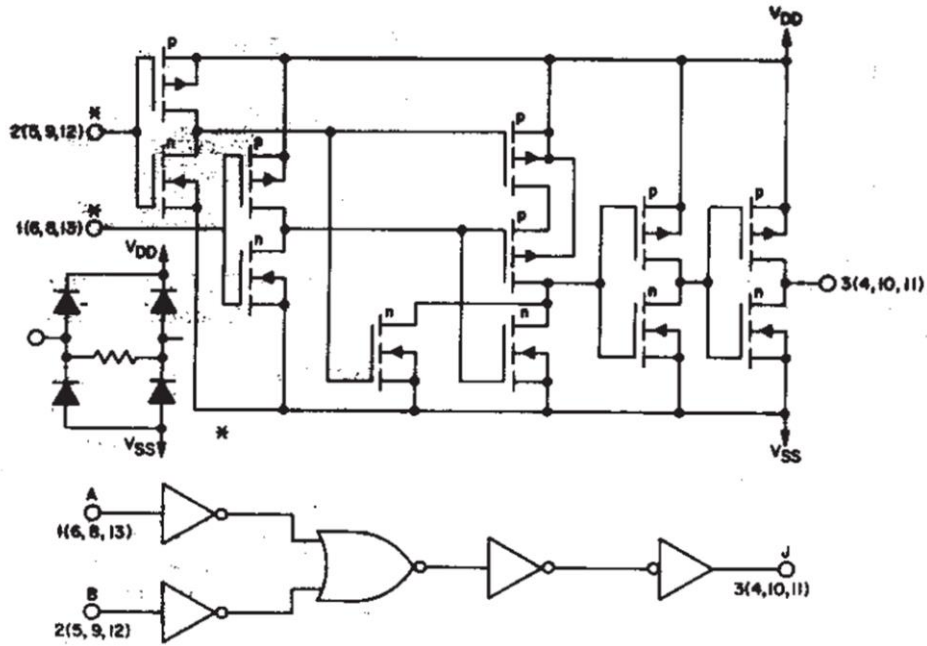 VDD
p
*
2(5,9,12)
n
p
p
*
1(6,8,13)
p
p
p
VDD
n
n
n
3(4,10,11)
n
n
VSS
*
VSS
A
1(6,8,13)
J
3(4,10,11)
B
2(5,9,12)